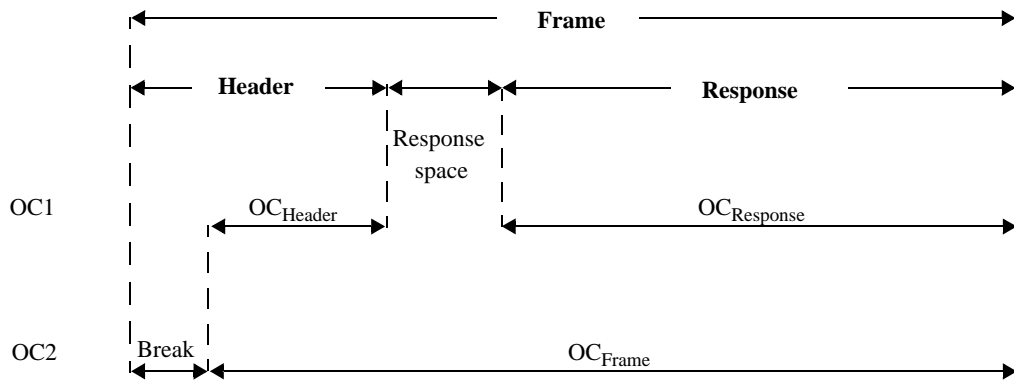 Frame
Header
Response
Response
space
OC1
OCHeader
OCResponse
OC2
Break
OCFrame